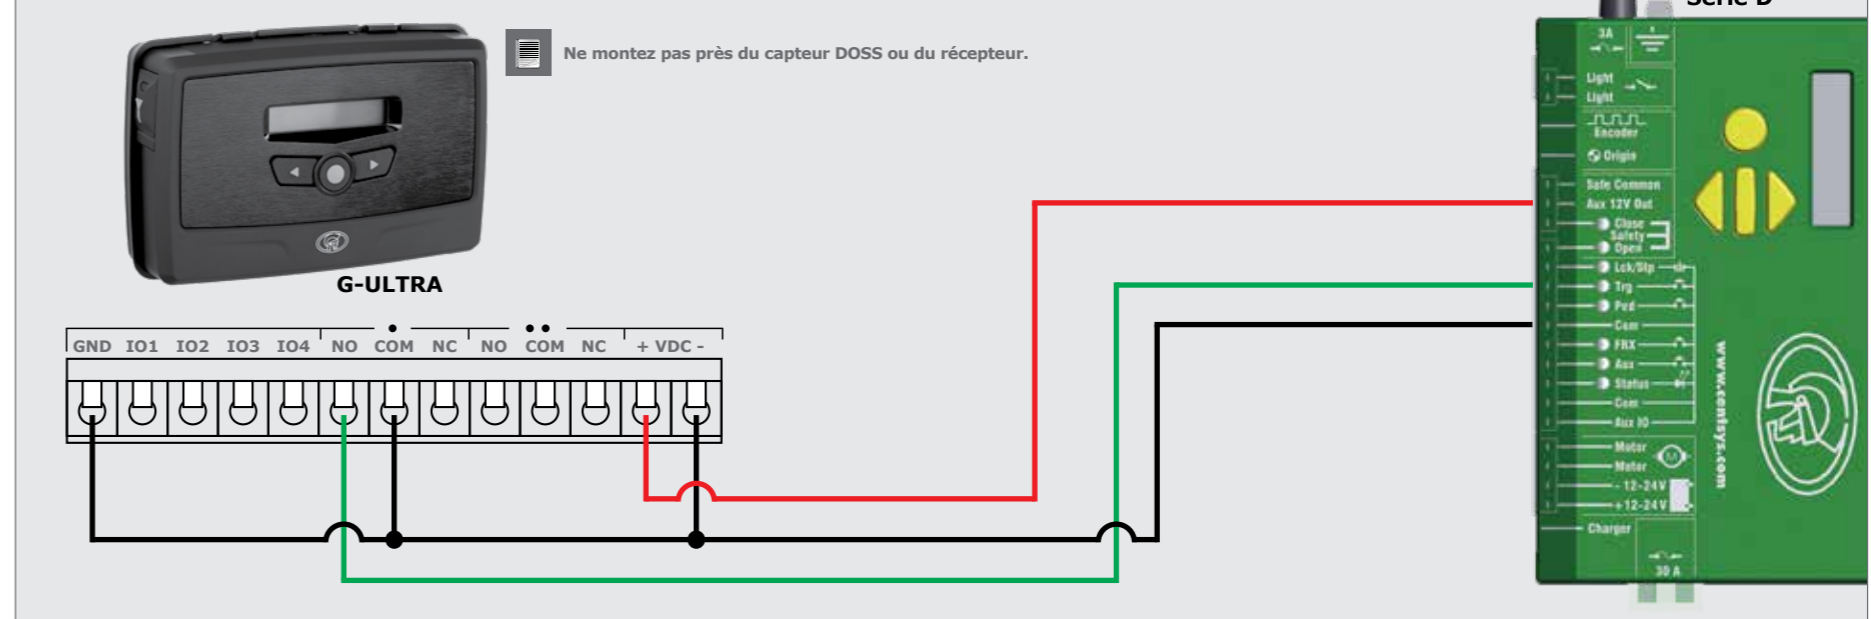 Série D
Ne montez pas près du capteur DOSS ou du récepteur.
G-ULTRA
GND IO1 IO2 IO3 IO4 NO COM NC NO COM NC + VDC -
3A
Light
Light
Encoder
Origin
Safe Common
Aux 12V Out
Close
Safety
Open
Lck/Stp
Trg
Ped
Com
FRX
Aux
Status
Com
Aux IO
Motor
M
Motor
- 12-24V
+ 12-24V
Charger
30 A
www.centsys.com